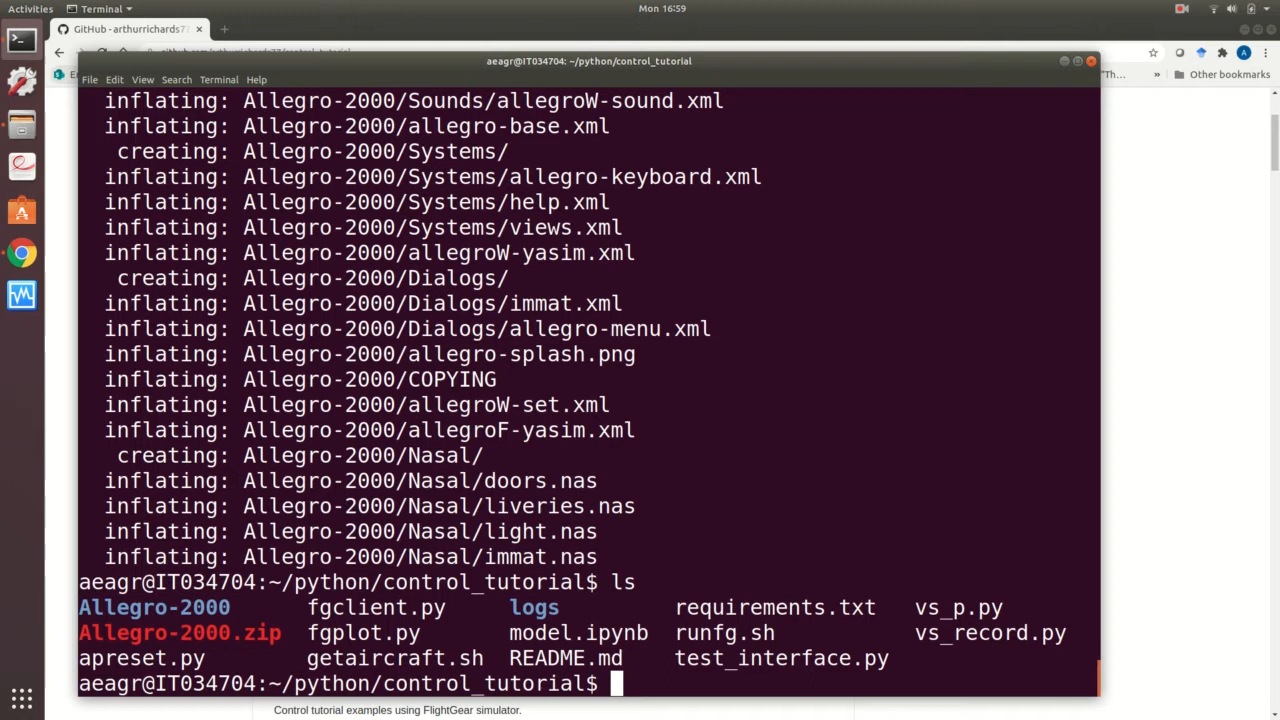 Activities Terminal Mon 16:59
GitHub - arthurrichards77
github.com/arthurrichards77/control_tutorial
A
aeagr@IT034704: ~/python/control_tutorial
"Th... » Other bookmarks
File Edit View Search Terminal Help
inflating: Allegro-2000/Sounds/allegroW-sound.xml
inflating: Allegro-2000/allegro-base.xml
creating: Allegro-2000/Systems/
inflating: Allegro-2000/Systems/allegro-keyboard.xml
inflating: Allegro-2000/Systems/help.xml
inflating: Allegro-2000/Systems/views.xml
inflating: Allegro-2000/allegroW-yasim.xml
creating: Allegro-2000/Dialogs/
inflating: Allegro-2000/Dialogs/immat.xml
inflating: Allegro-2000/Dialogs/allegro-menu.xml
inflating: Allegro-2000/allegro-splash.png
inflating: Allegro-2000/COPYING
inflating: Allegro-2000/allegroW-set.xml
inflating: Allegro-2000/allegroF-yasim.xml
creating: Allegro-2000/Nasal/
inflating: Allegro-2000/Nasal/doors.nas
inflating: Allegro-2000/Nasal/liveries.nas
inflating: Allegro-2000/Nasal/light.nas
inflating: Allegro-2000/Nasal/immat.nas
aeagr@IT034704:~/python/control_tutorial$ ls
Allegro-2000 fgclient.py logs requirements.txt vs_p.py
Allegro-2000.zip fgplot.py model.ipynb runfg.sh vs_record.py
apreset.py getaircraft.sh README.md test_interface.py
aeagr@IT034704:~/python/control_tutorial$
Control tutorial examples using FlightGear simulator.